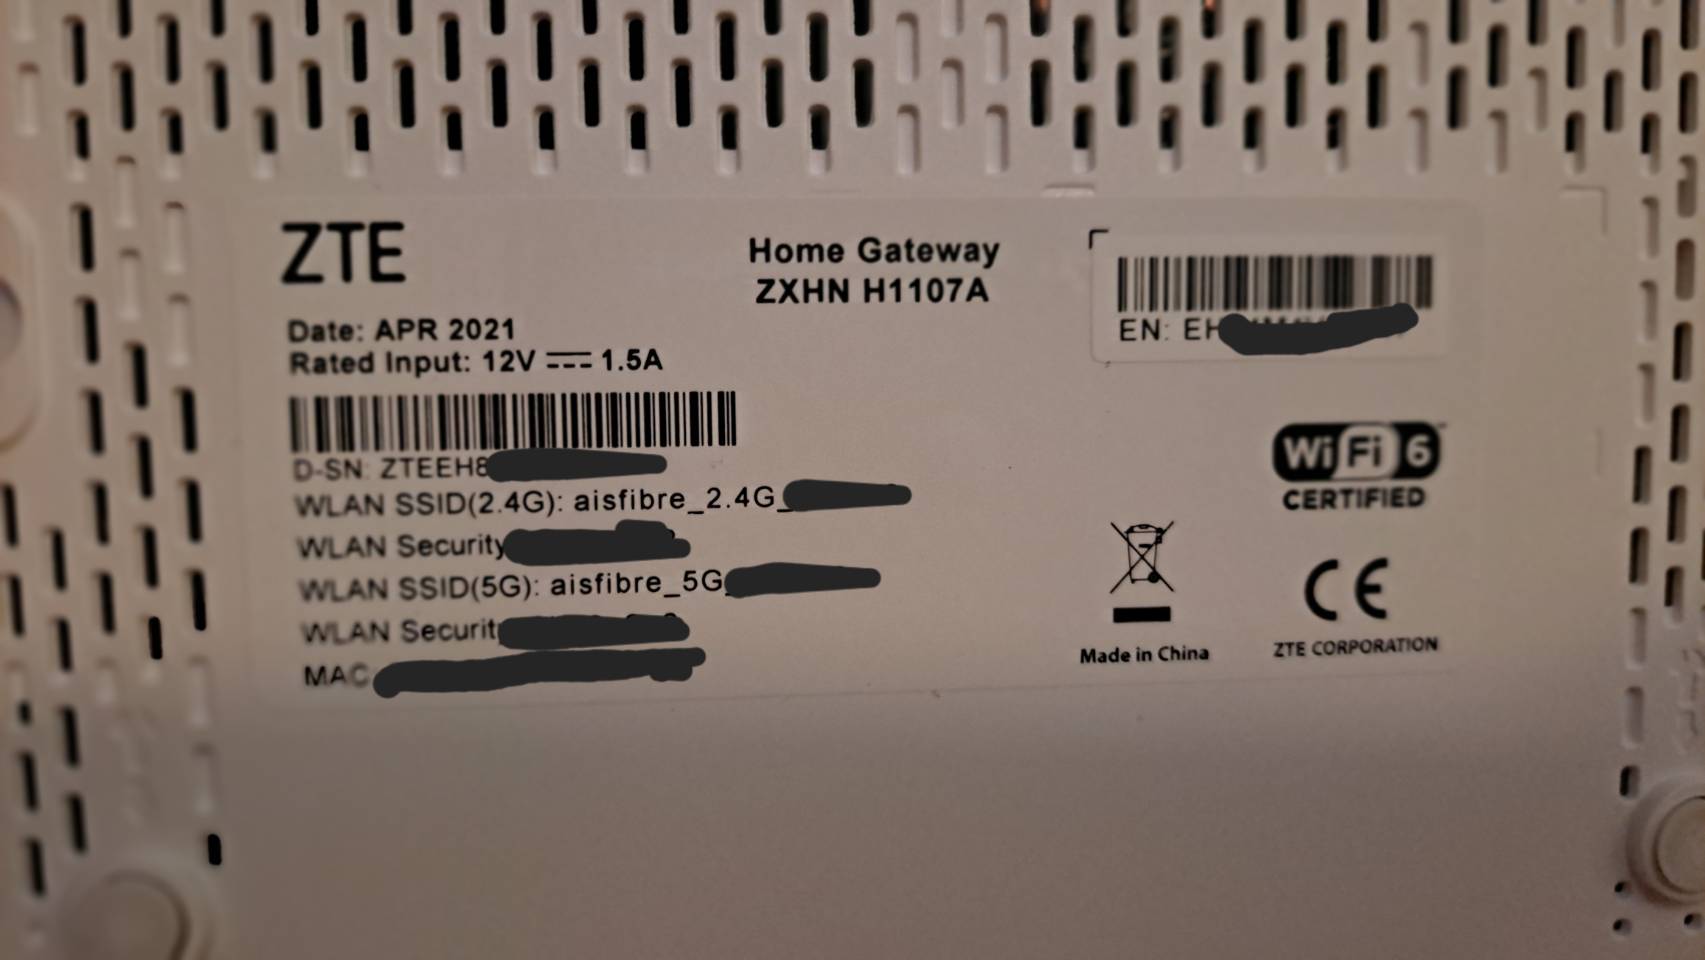 ZTE
Home Gateway
ZXHN H1107A
Date: APR 2021
Rated Input: 12V 1.5A
EN: EH
D-SN: ZTEEH8
WLAN SSID(2.4G): aisfibre_2.4G_
WLAN Security
WLAN SSID(5G): aisfibre_5G
WLAN Securit
MAC
WiFi 6
CERTIFIED
CE
Made in China
ZTE CORPORATION